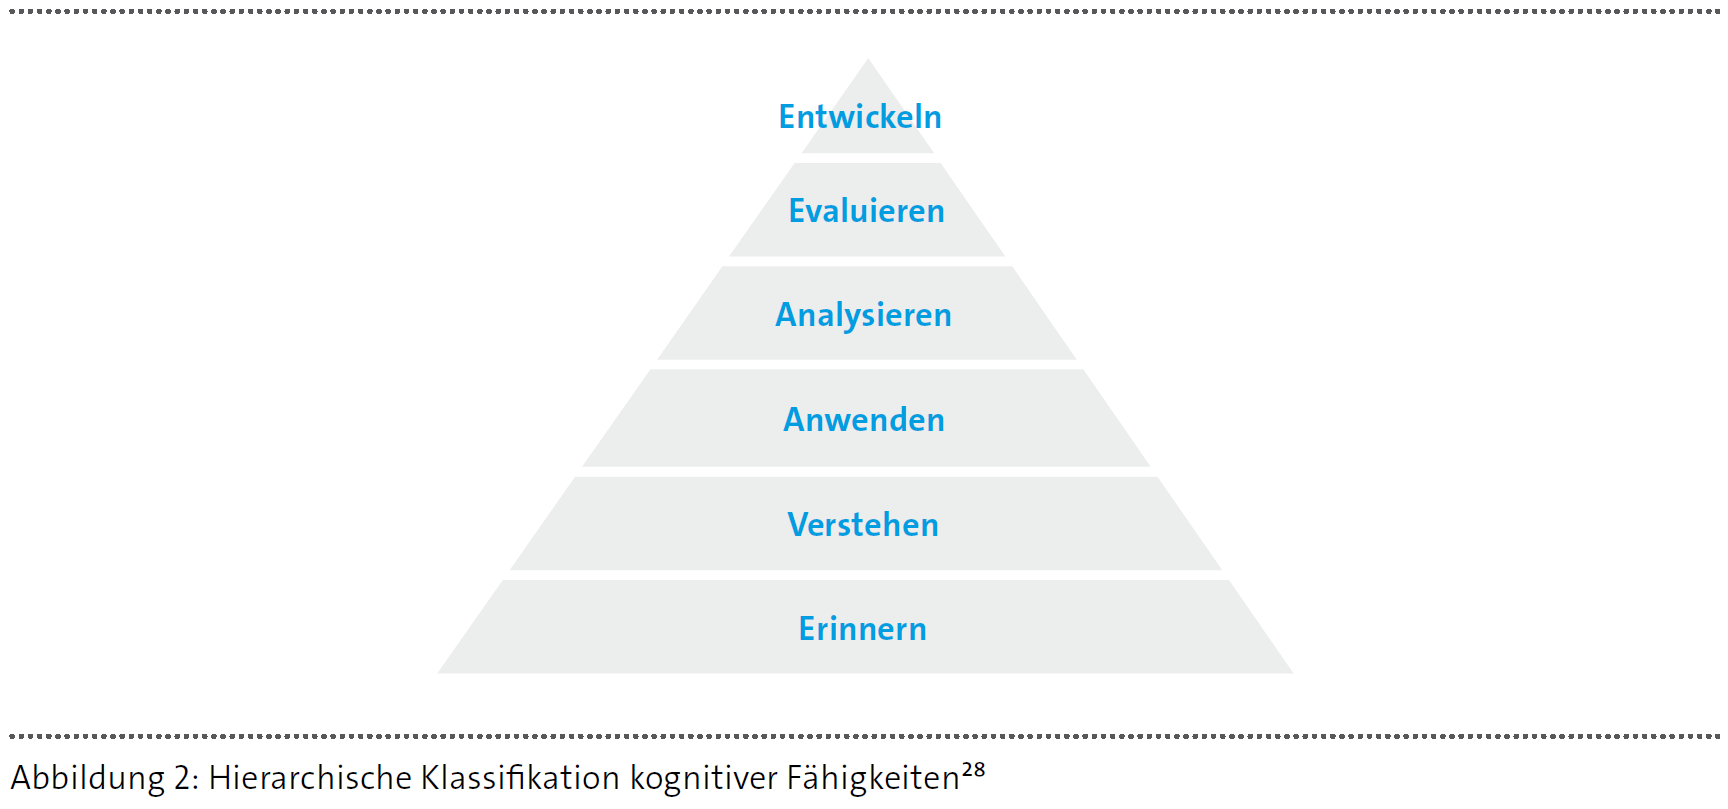 Entwickeln
Evaluieren
Analysieren
Anwenden
Verstehen
Erinnern
Abbildung 2: Hierarchische Klassifikation kognitiver Fähigkeiten²⁸